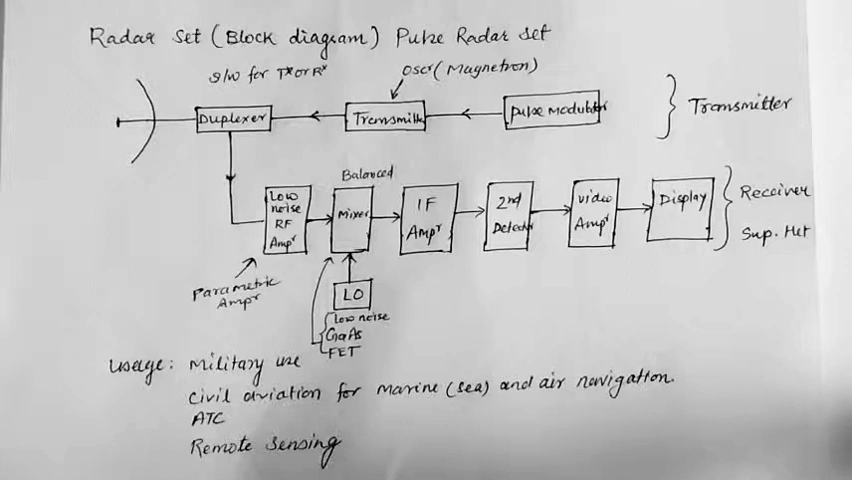 Radar Set (Block diagram) Pulse Radar Set
s/w for Tx or Rx
Oscr (Magnetron)
Duplexer
Transmitter
Pulse Modulator
Transmitter
Balanced
Low
noise
RF
Ampr
Mixer
IF
Ampr
2nd
Detector
Video
Ampr
Display
Receiver
Sup. Het
Parametric
Ampr
LO
Low noise
GaAs
FET
Usage: Military use
Civil aviation for marine (sea) and air navigation.
ATC
Remote Sensing